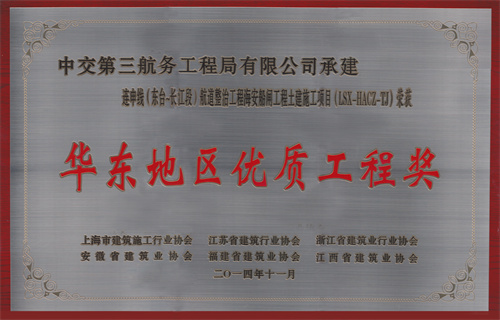 中交第三航务工程局有限公司承建
连申线(东台-长江段)航道整治工程海安船闸工程土建施工项目(LSX-HACZ-TJ)荣获
华东地区优质工程奖
上海市建筑施工行业协会 江苏省建筑行业协会 浙江省建筑业行业协会
安徽省建筑业协会 福建省建筑业协会 江西省建筑业协会
二〇一四年十一月